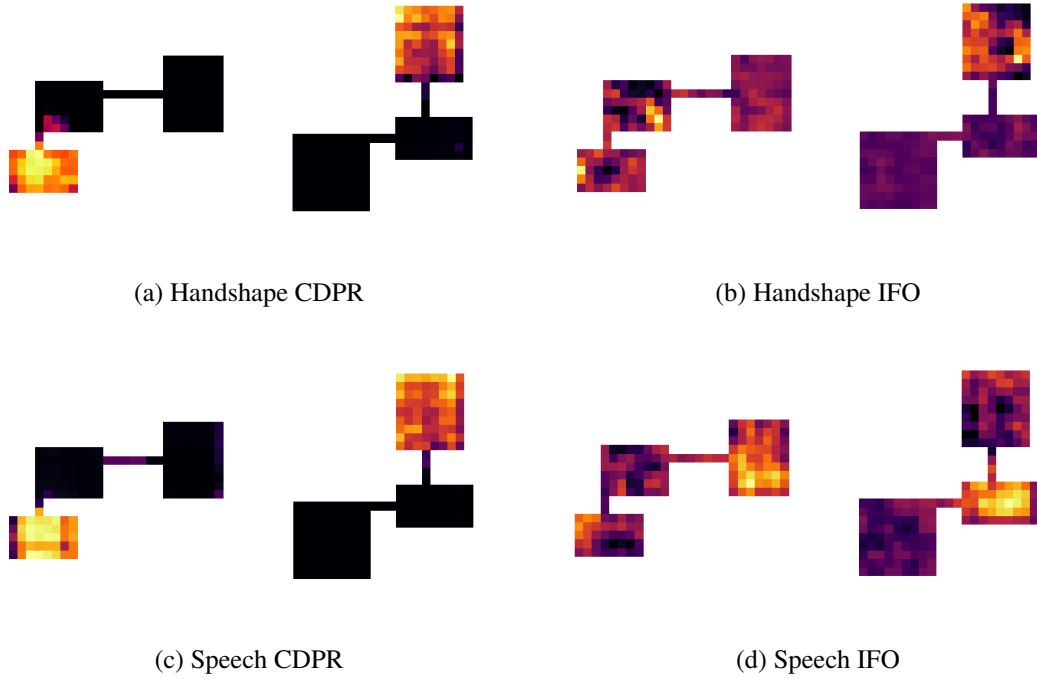 (a) Handshape CDPR
(b) Handshape IFO
(c) Speech CDPR
(d) Speech IFO